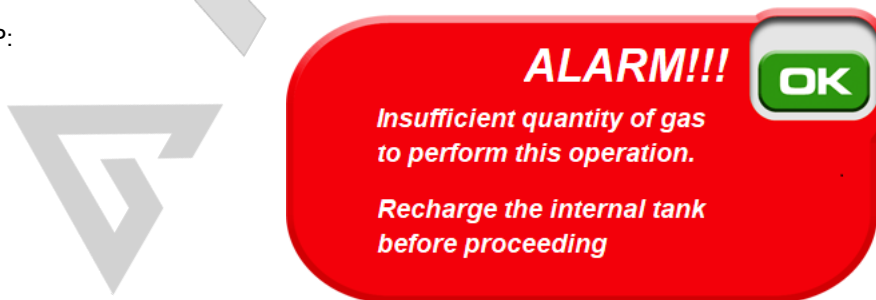 P:
ALARM!!!
OK
Insufficient quantity of gas
to perform this operation.
Recharge the internal tank
before proceeding